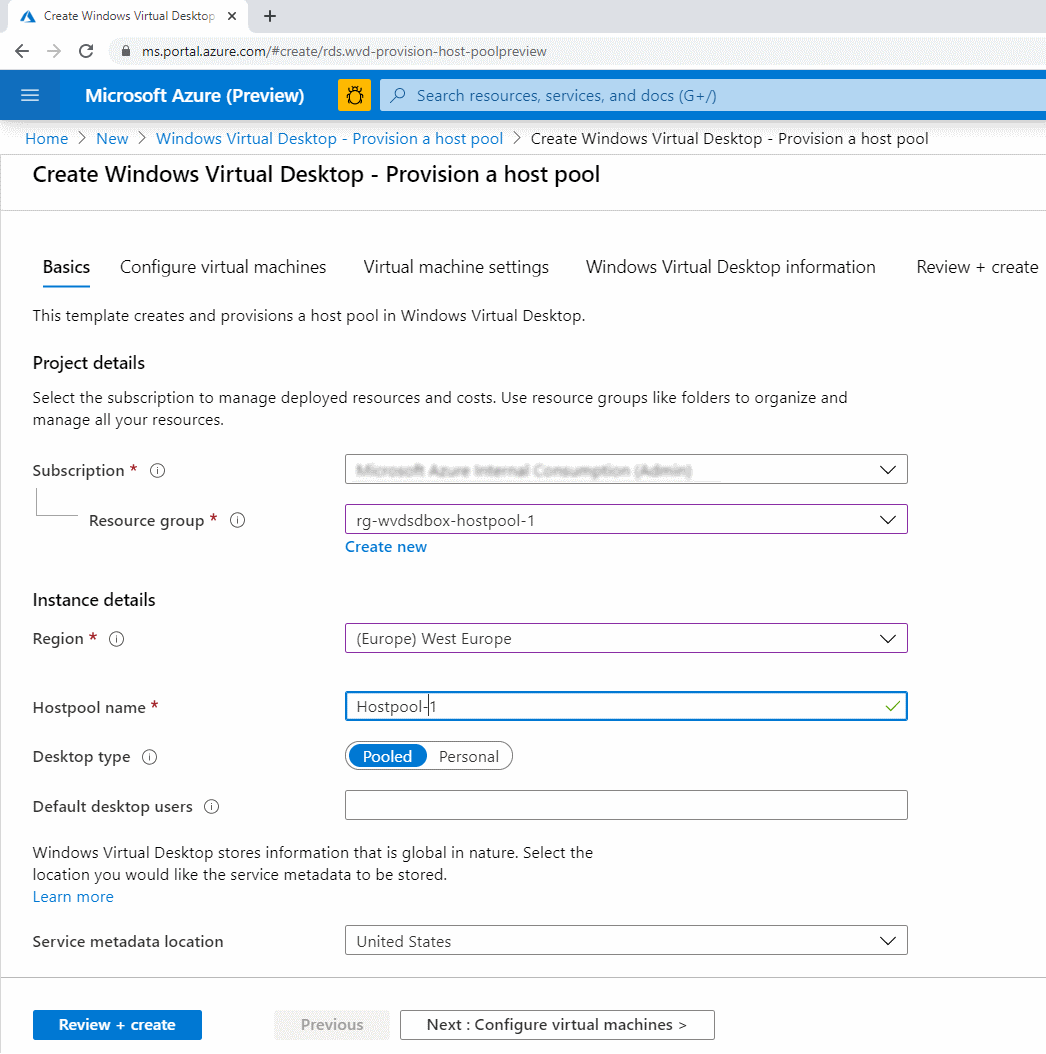 Create Windows Virtual Desktop
ms.portal.azure.com/#create/rds.wvd-provision-host-poolpreview
Microsoft Azure (Preview)
Search resources, services, and docs (G+/)
Home > New > Windows Virtual Desktop - Provision a host pool > Create Windows Virtual Desktop - Provision a host pool
Create Windows Virtual Desktop - Provision a host pool
Basics Configure virtual machines Virtual machine settings Windows Virtual Desktop information Review + create
This template creates and provisions a host pool in Windows Virtual Desktop.
Project details
Select the subscription to manage deployed resources and costs. Use resource groups like folders to organize and
manage all your resources.
Subscription * Microsoft Azure Internal Consumption (Admin)
Resource group * rg-wvdsdbox-hostpool-1
Create new
Instance details
Region * (Europe) West Europe
Hostpool name * Hostpool-1
Desktop type Pooled Personal
Default desktop users
Windows Virtual Desktop stores information that is global in nature. Select the
location you would like the service metadata to be stored.
Learn more
Service metadata location United States
Review + create Previous Next : Configure virtual machines >